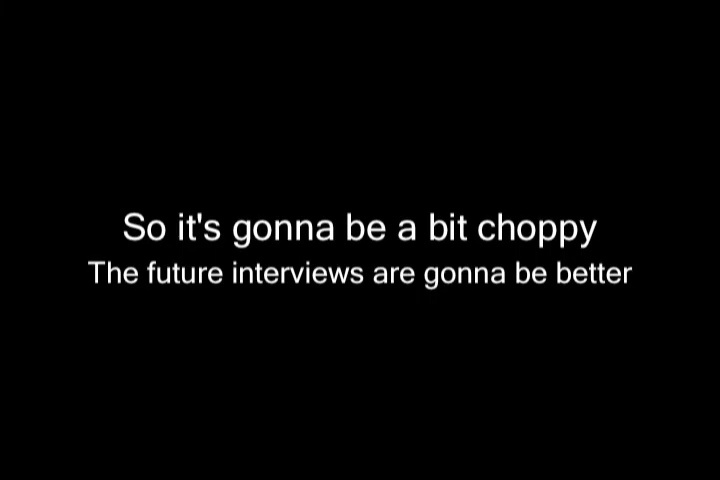 So it's gonna be a bit choppy
The future interviews are gonna be better